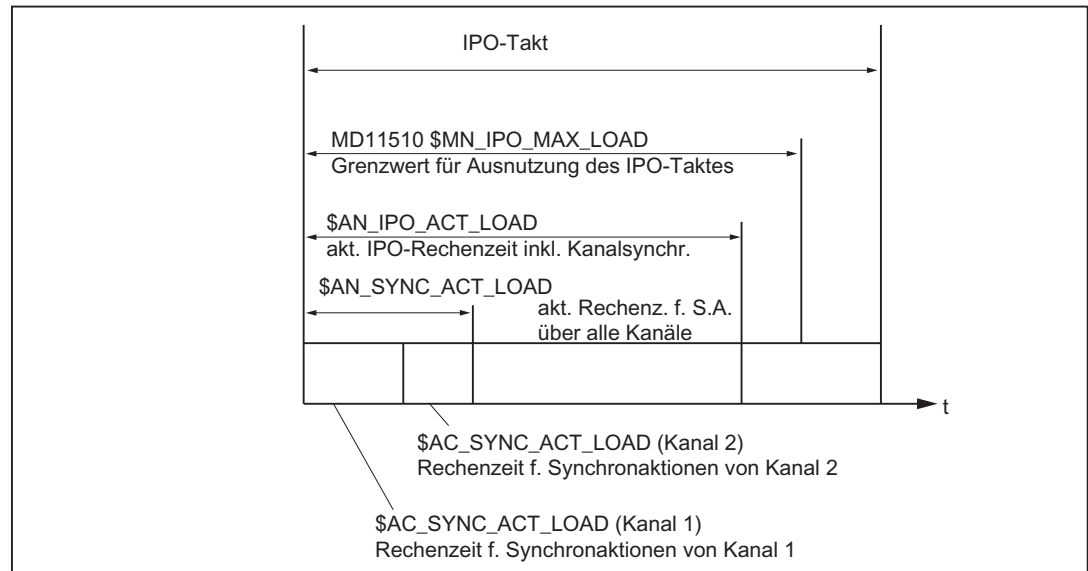 IPO-Takt
MD11510 $MN_IPO_MAX_LOAD
Grenzwert für Ausnutzung des IPO-Taktes
$AN_IPO_ACT_LOAD
akt. IPO-Rechenzeit inkl. Kanalsynchr.
$AN_SYNC_ACT_LOAD
akt. Rechenz. f. S.A.
über alle Kanäle
t
$AC_SYNC_ACT_LOAD (Kanal 2)
Rechenzeit f. Synchronaktionen von Kanal 2
$AC_SYNC_ACT_LOAD (Kanal 1)
Rechenzeit f. Synchronaktionen von Kanal 1